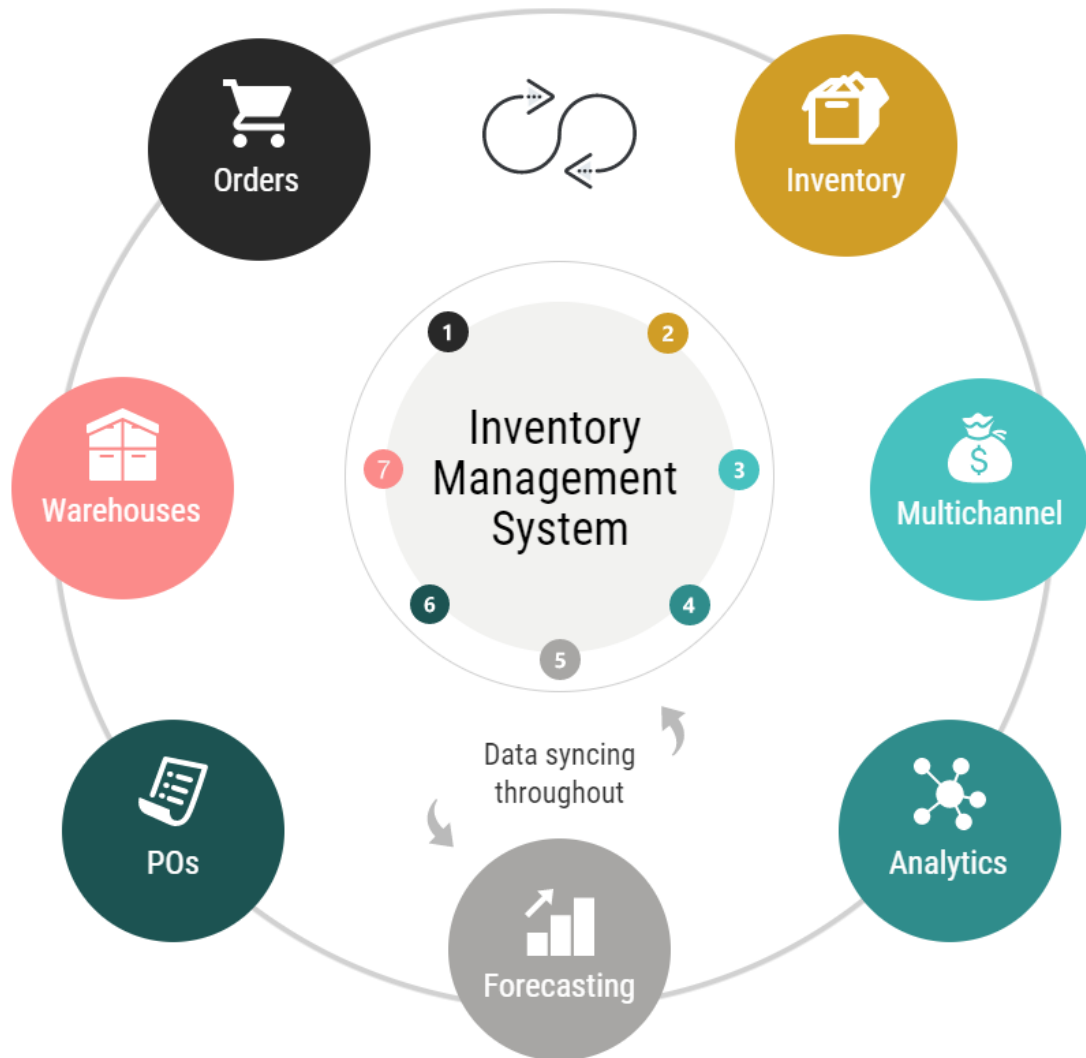 Orders
Inventory
1
2
Inventory
Management
System
7
3
Warehouses
$
Multichannel
6
4
5
Data syncing
throughout
POs
Analytics
Forecasting